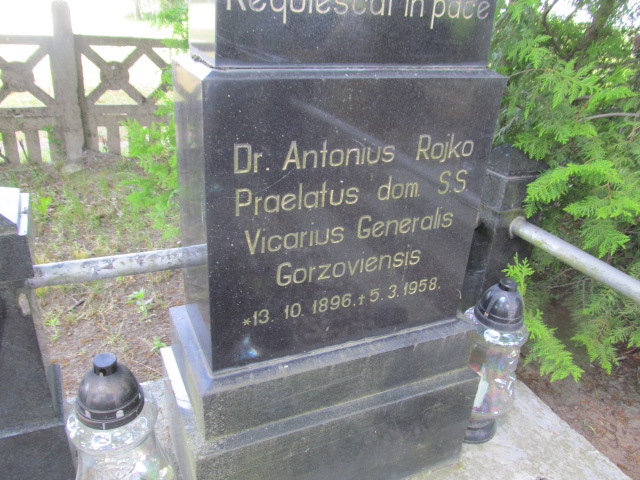 Requiescat in pace
Dr. Antonius Rojko
Praelatus dom. S.S.
Vicarius Generalis
Gorzoviensis
*13. 10. 1896.†5.3.1958.